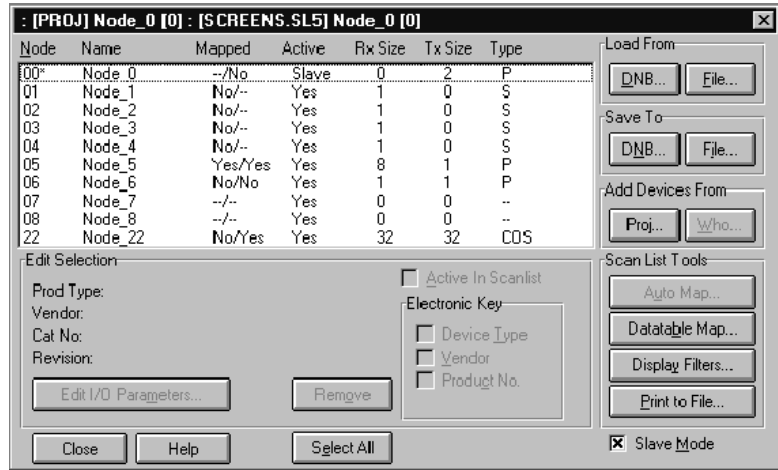 : [PROJ] Node_0 [0] : [SCREENS.SL5] Node_0 [0]
Node Name Mapped Active Rx Size Tx Size Type
00* Node_0 --/No Slave 0 2 P
01 Node_1 No/-- Yes 1 0 S
02 Node_2 No/-- Yes 1 0 S
03 Node_3 No/-- Yes 1 0 S
04 Node_4 No/-- Yes 1 0 S
05 Node_5 Yes/Yes Yes 8 1 P
06 Node_6 No/No Yes 1 1 P
07 Node_7 --/-- Yes 0 0 --
08 Node_8 --/-- Yes 0 0 --
22 Node_22 No/Yes Yes 32 32 COS
Load From
DNB... File...
Save To
DNB... File...
Add Devices From
Proj... Who...
Edit Selection
Prod Type:
Vendor:
Cat No:
Revision:
Edit I/O Parameters... Remove
Active In Scanlist
Electronic Key
Device Type
Vendor
Product No.
Scan List Tools
Auto Map...
Datatable Map...
Display Filters...
Print to File...
Close Help Select All
Slave Mode